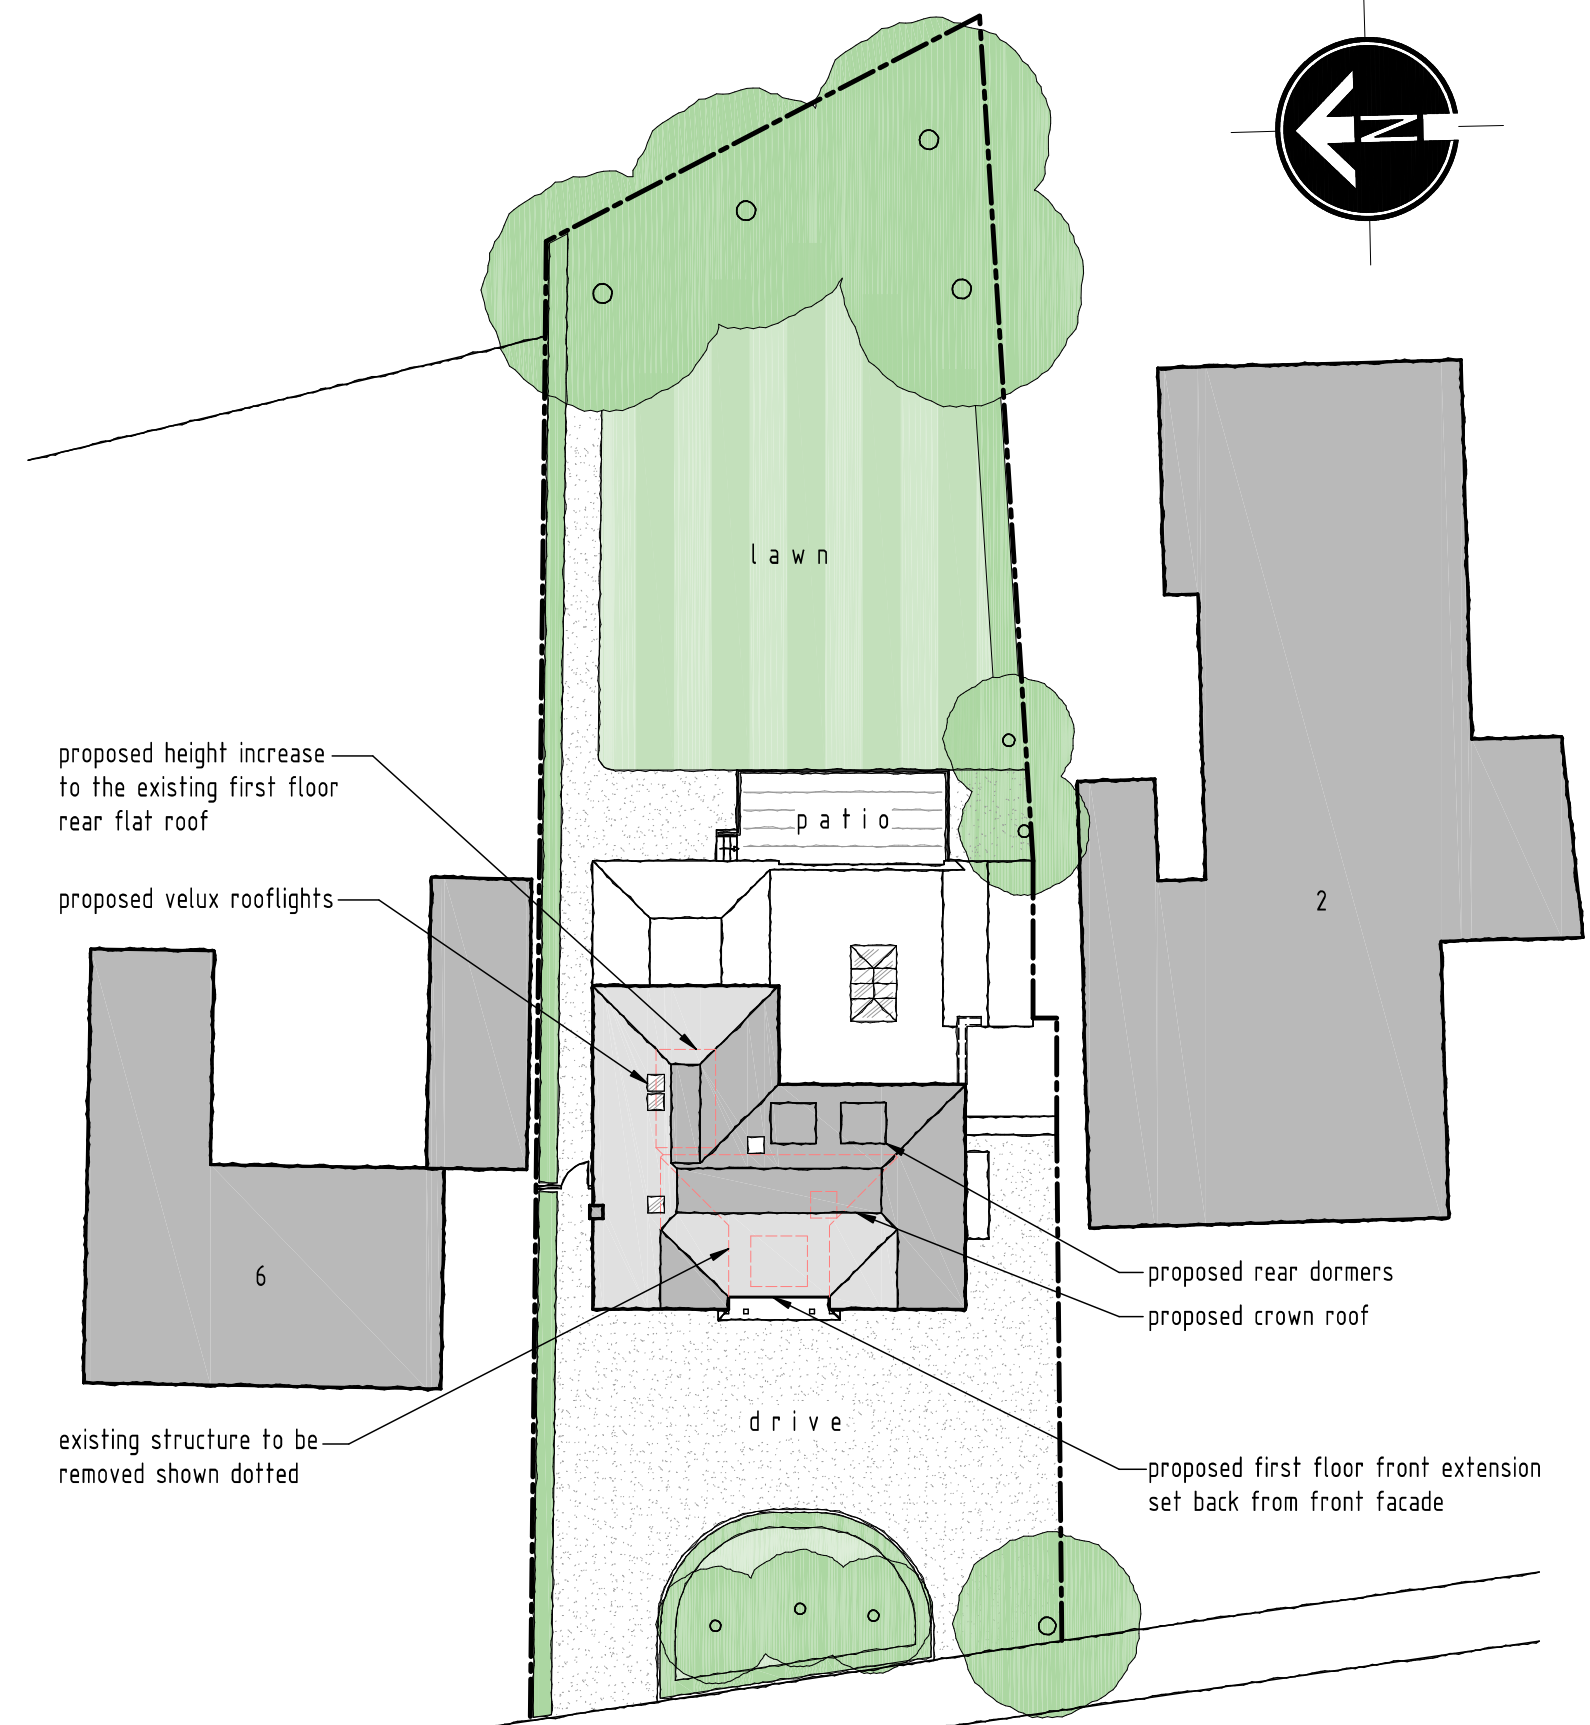 N
lawn
proposed height increase
to the existing first floor
rear flat roof
patio
proposed velux rooflights
2
6
proposed rear dormers
proposed crown roof
drive
existing structure to be
removed shown dotted
proposed first floor front extension
set back from front facade